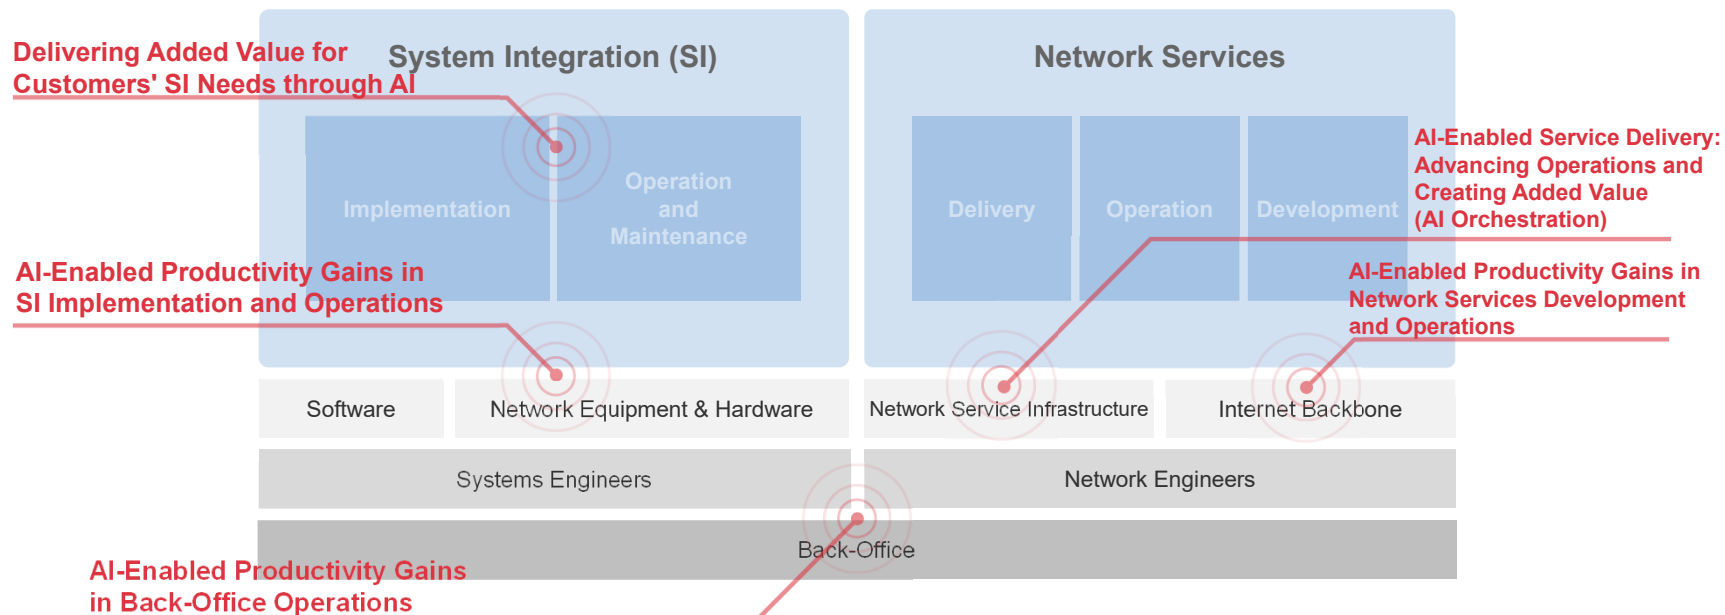 Delivering Added Value for
Customers' SI Needs through AI
System Integration (SI)
Network Services
Implementation
Operation
and
Maintenance
Delivery
Operation
Development
AI-Enabled Service Delivery:
Advancing Operations and
Creating Added Value
(AI Orchestration)
AI-Enabled Productivity Gains in
SI Implementation and Operations
AI-Enabled Productivity Gains in
Network Services Development
and Operations
Software
Network Equipment & Hardware
Network Service Infrastructure
Internet Backbone
Systems Engineers
Network Engineers
Back-Office
AI-Enabled Productivity Gains
in Back-Office Operations